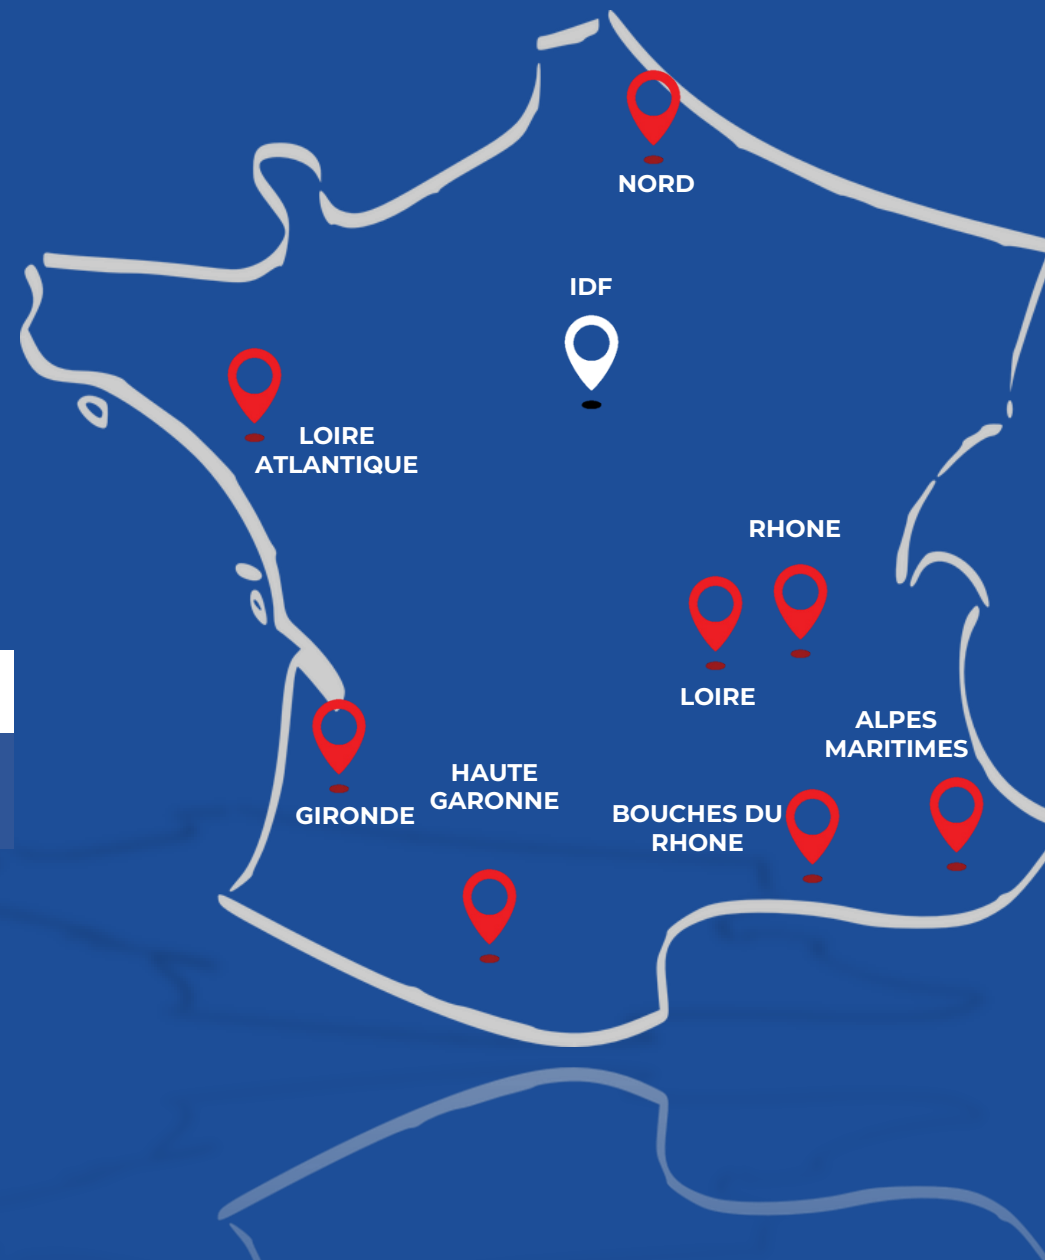 NORD
IDF
LOIRE
ATLANTIQUE
RHONE
LOIRE
ALPES
MARITIMES
HAUTE
GARONNE
GIRONDE
BOUCHES DU
RHONE